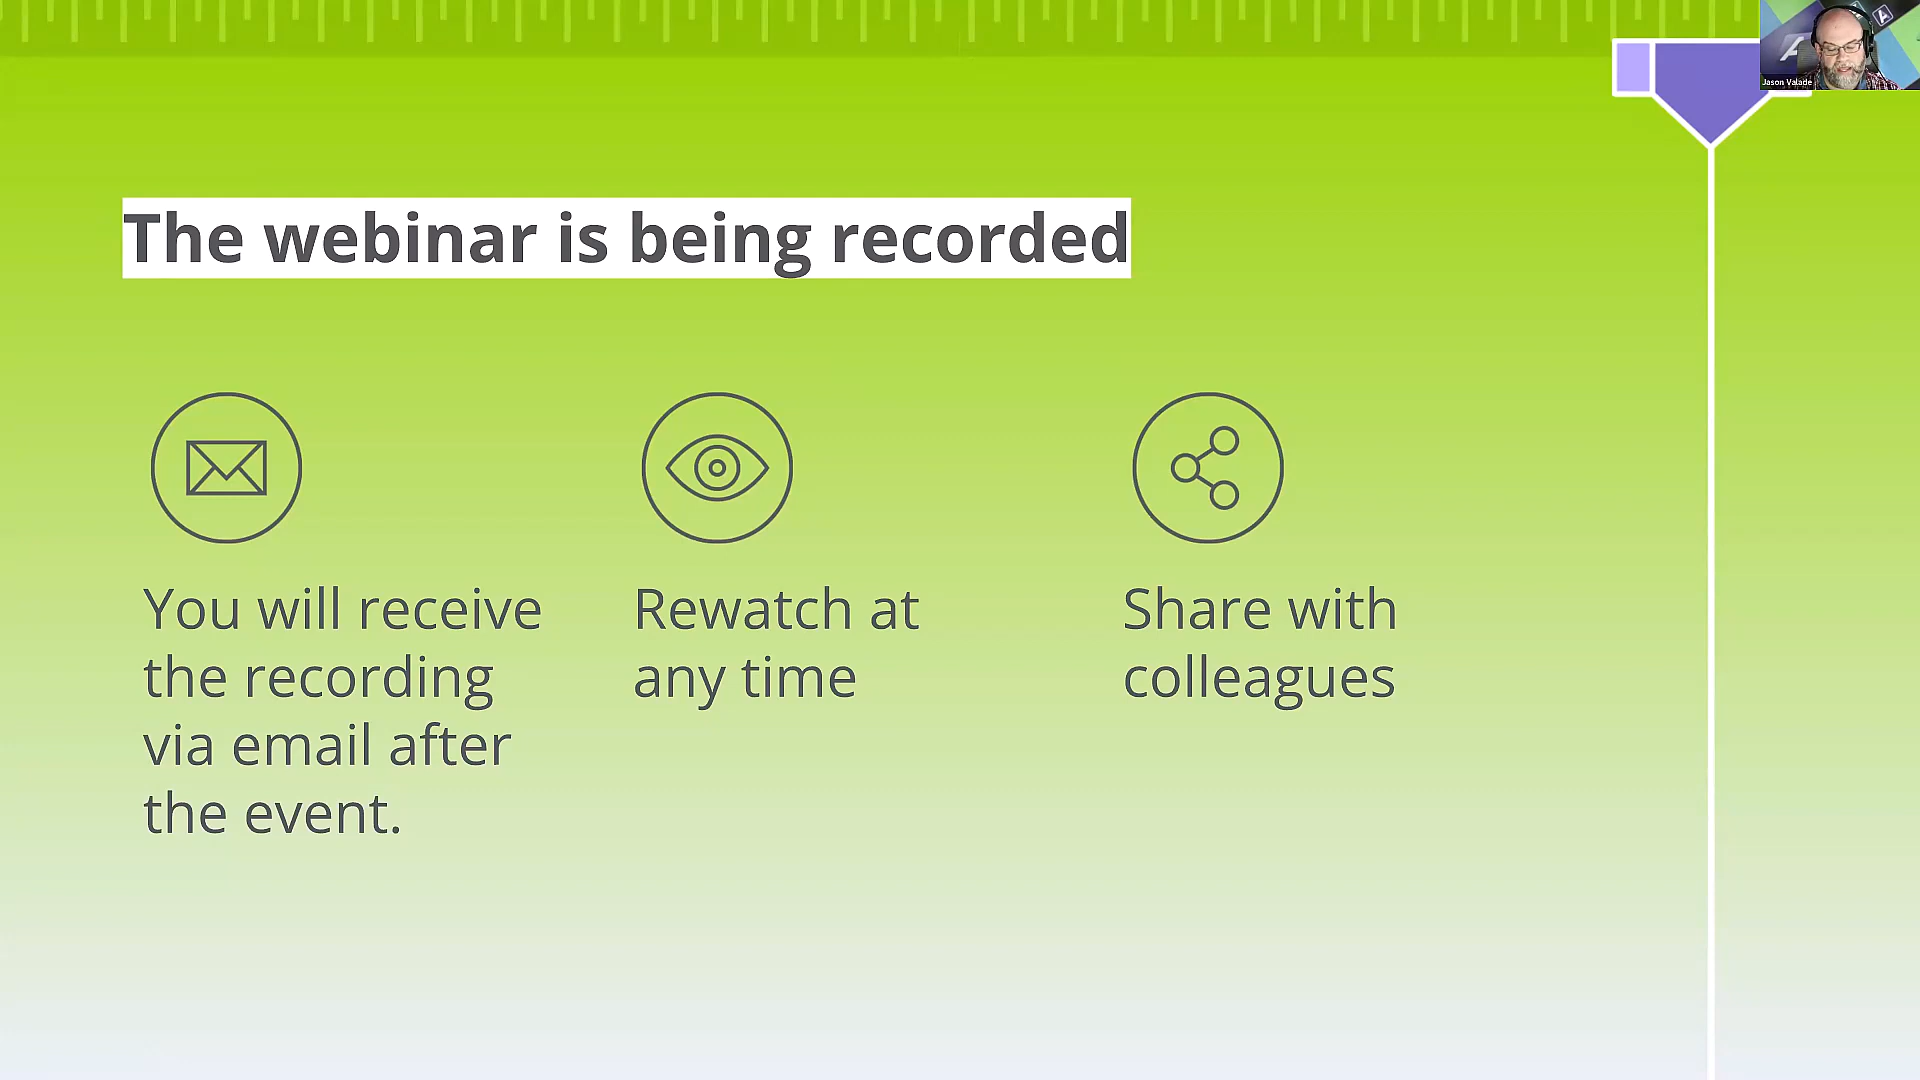 Jason Valade
The webinar is being recorded
You will receive
the recording
via email after
the event.
Rewatch at
any time
Share with
colleagues